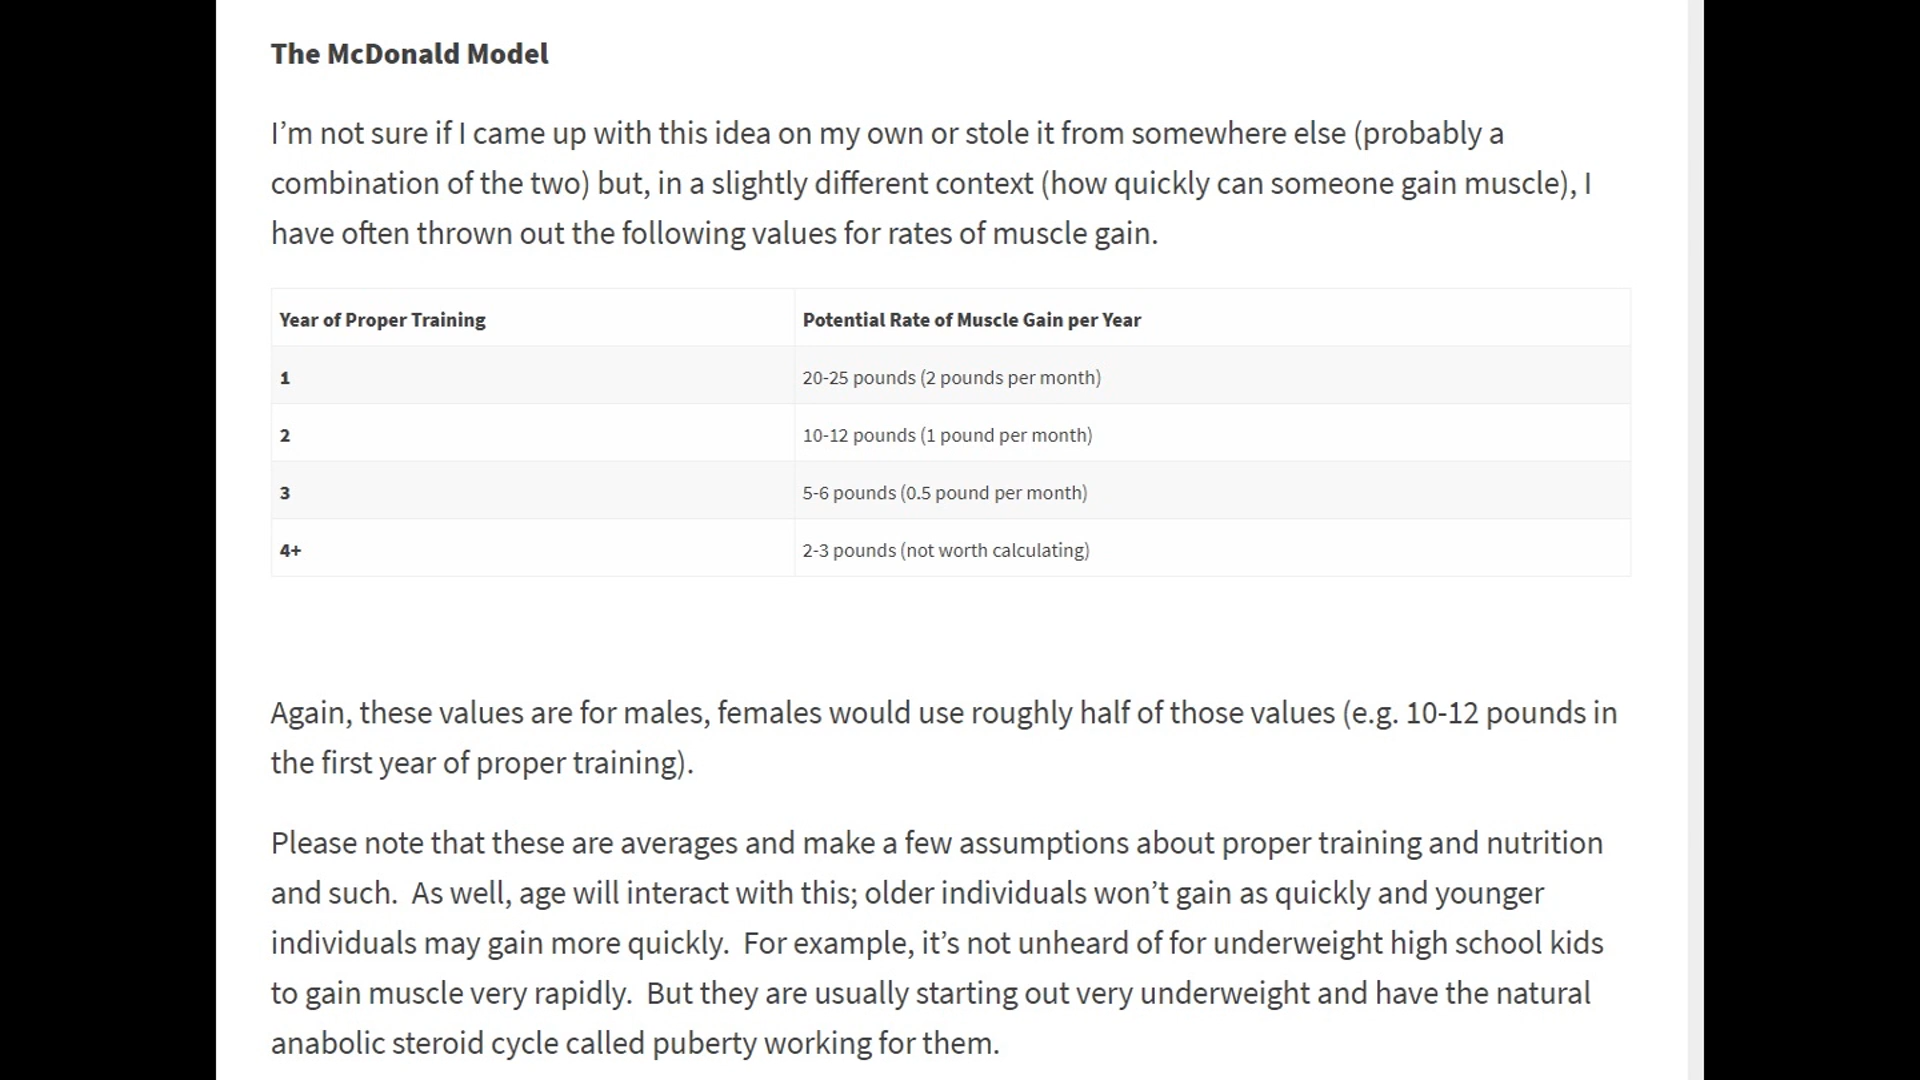 The McDonald Model
I’m not sure if I came up with this idea on my own or stole it from somewhere else (probably a
combination of the two) but, in a slightly different context (how quickly can someone gain muscle), I
have often thrown out the following values for rates of muscle gain.
Year of Proper Training Potential Rate of Muscle Gain per Year
1 20-25 pounds (2 pounds per month)
2 10-12 pounds (1 pound per month)
3 5-6 pounds (0.5 pound per month)
4+ 2-3 pounds (not worth calculating)
Again, these values are for males, females would use roughly half of those values (e.g. 10-12 pounds in
the first year of proper training).
Please note that these are averages and make a few assumptions about proper training and nutrition
and such.  As well, age will interact with this; older individuals won’t gain as quickly and younger
individuals may gain more quickly.  For example, it’s not unheard of for underweight high school kids
to gain muscle very rapidly.  But they are usually starting out very underweight and have the natural
anabolic steroid cycle called puberty working for them.